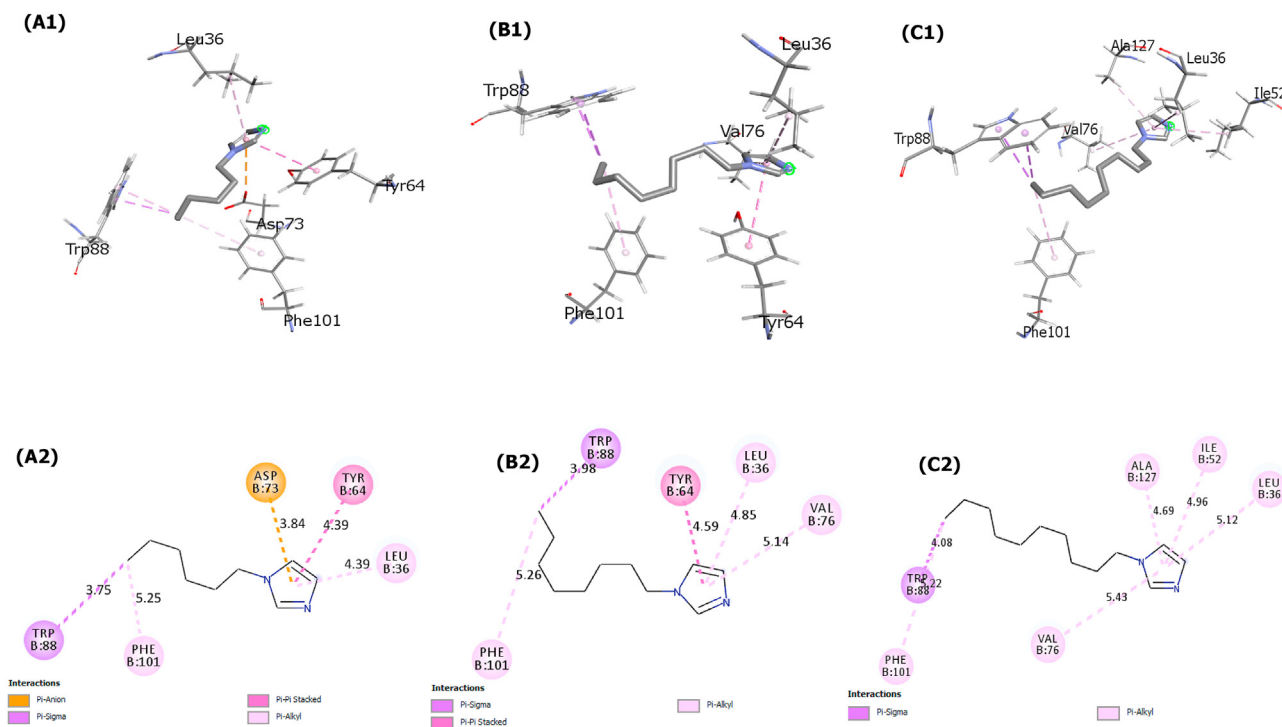 (A1)
Leu36
Trp88
Tyr64
Asp73
Phe101
(B1)
Leu36
Trp88
Val76
Phe101
Tyr64
(C1)
Ala127
Leu36
Ile52
Trp88
Val76
Phe101
(A2)
ASP
B:73
TYR
B:64
3.84
4.39
LEU
B:36
4.39
3.75
5.25
TRP
B:88
PHE
B:101
Interactions
Pi-Anion
Pi-Sigma
Pi-Pi Stacked
Pi-Alkyl
(B2)
TRP
B:88
3.98
TYR
B:64
LEU
B:36
VAL
B:76
4.59
4.85
5.14
5.26
PHE
B:101
Interactions
Pi-Sigma
Pi-Pi Stacked
Pi-Alkyl
(C2)
ALA
B:127
ILE
B:52
LEU
B:36
4.69
4.96
5.12
4.08
TRP
B:88
5.43
VAL
B:76
PHE
B:101
Interactions
Pi-Sigma
Pi-Alkyl